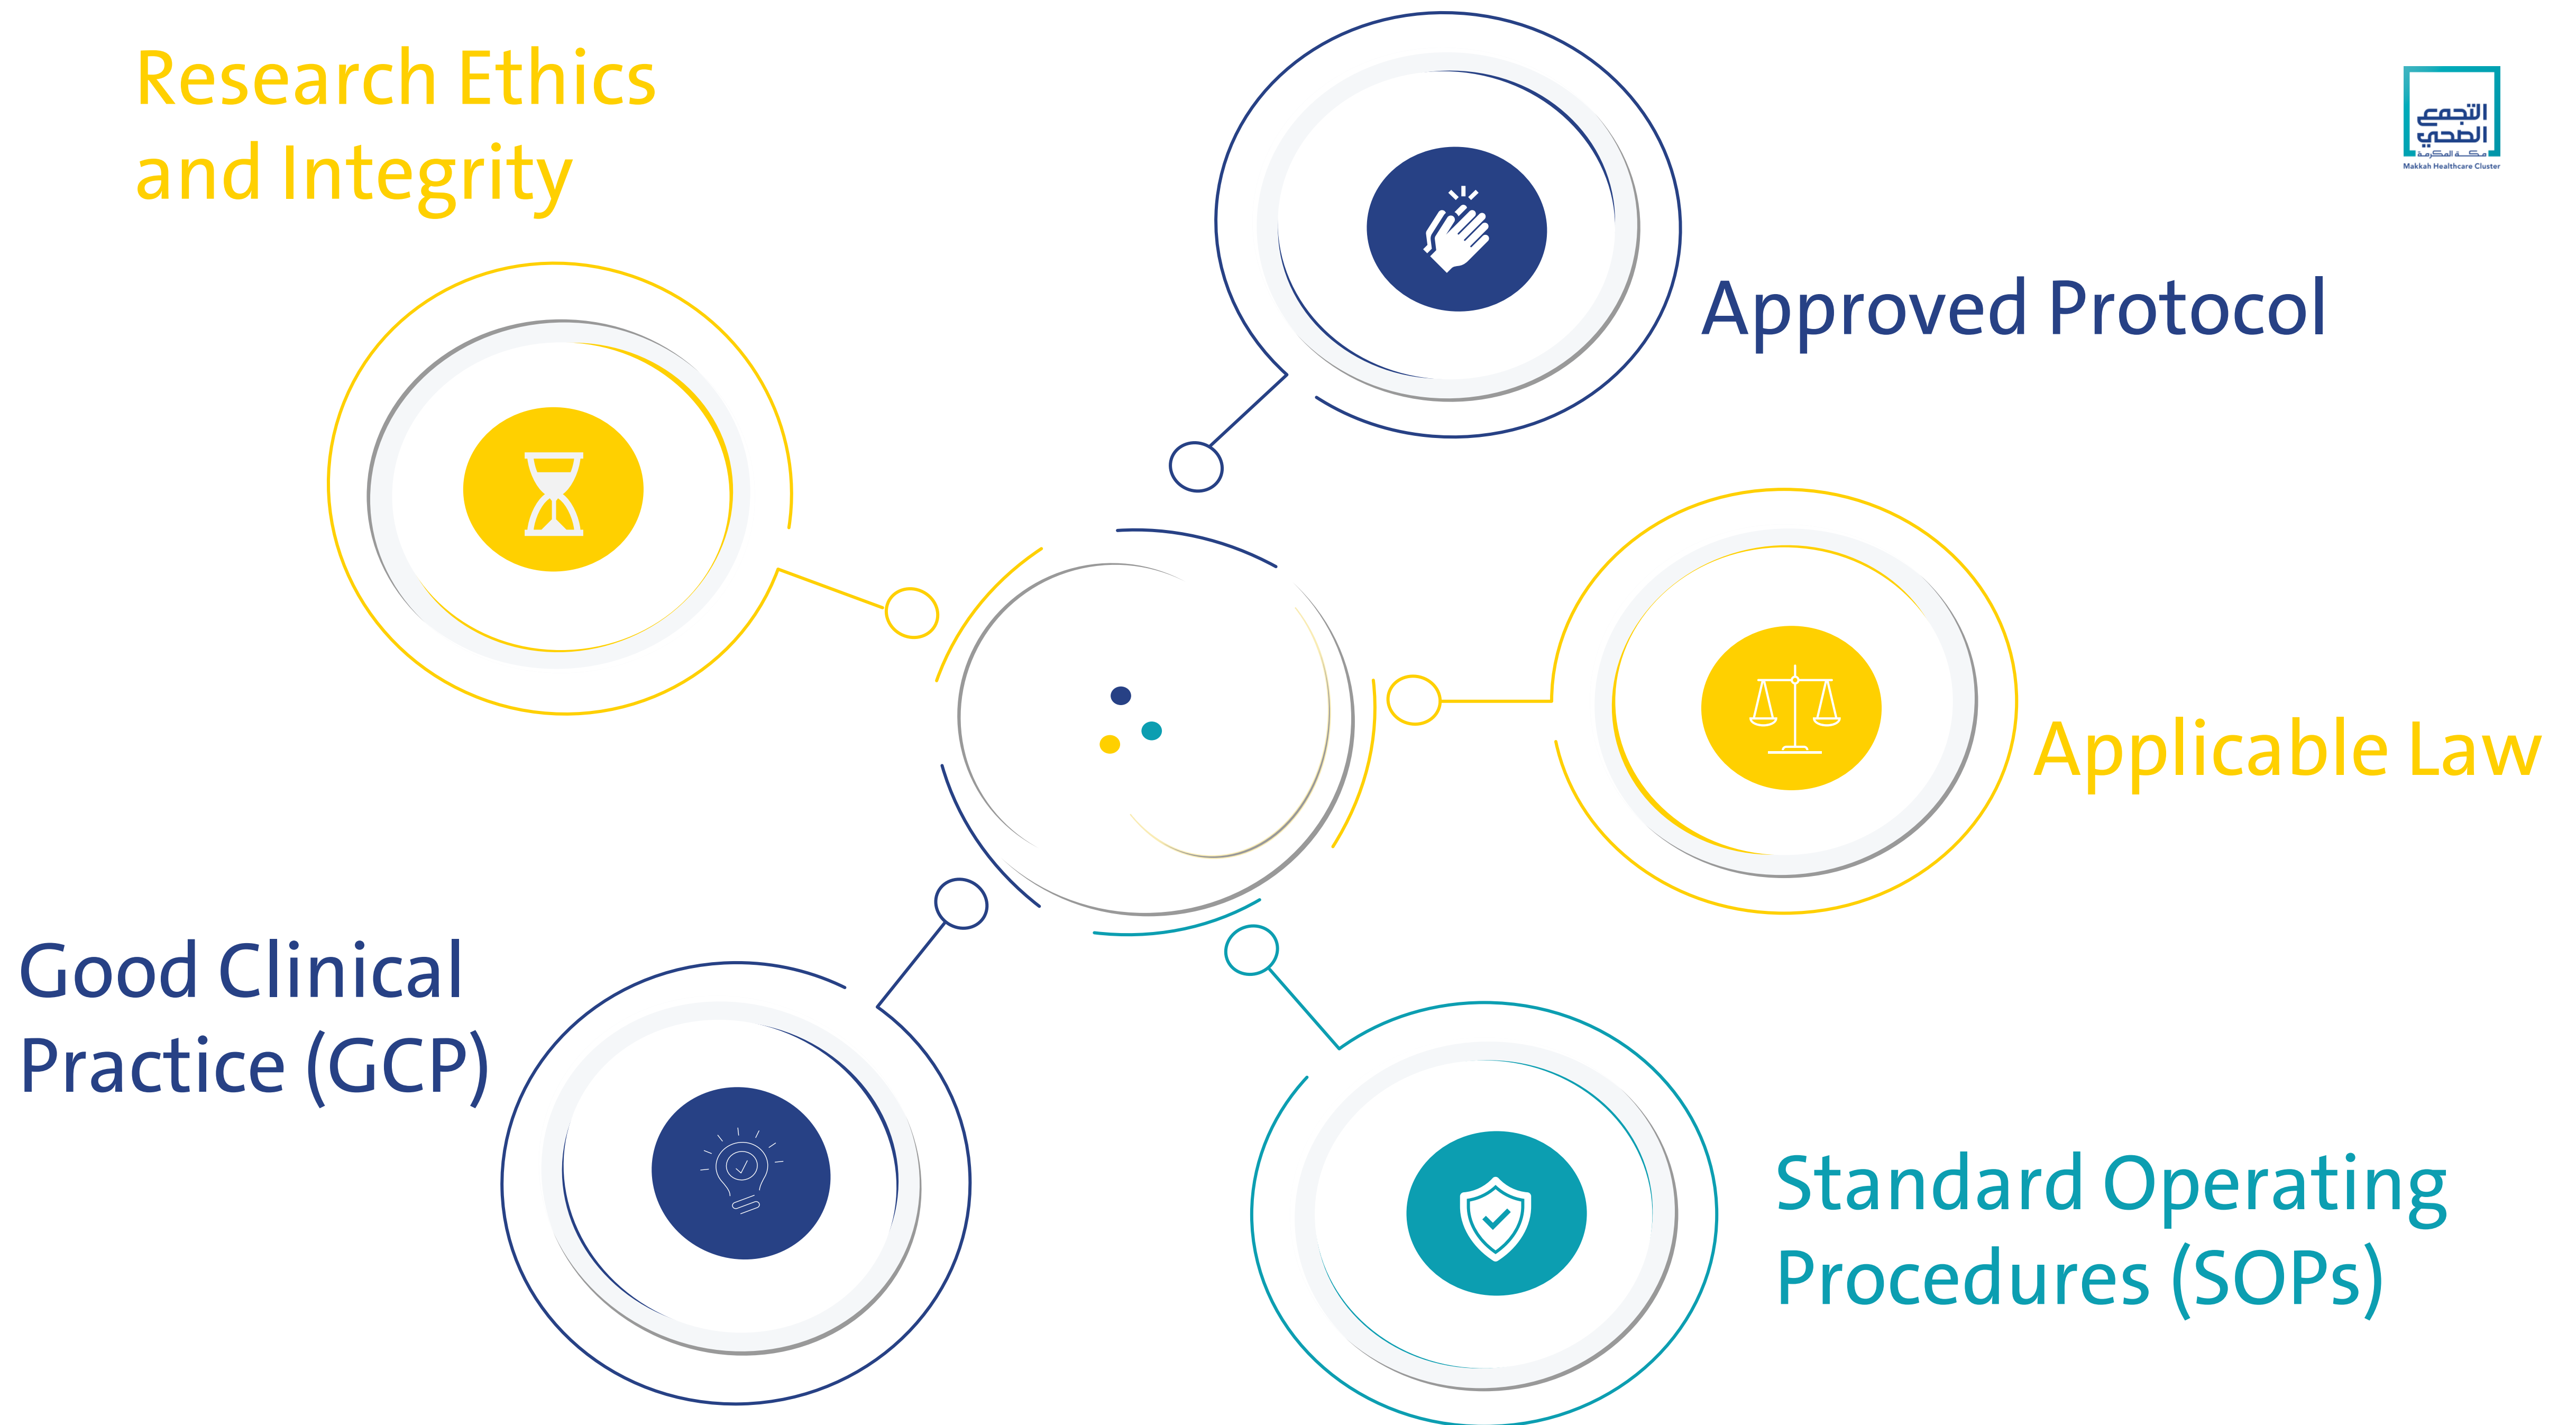 Research Ethics
and Integrity
التجمع
الصحي
مكة المكرمة
Makkah Healthcare Cluster
Approved Protocol
Applicable Law
Good Clinical
Practice (GCP)
Standard Operating
Procedures (SOPs)